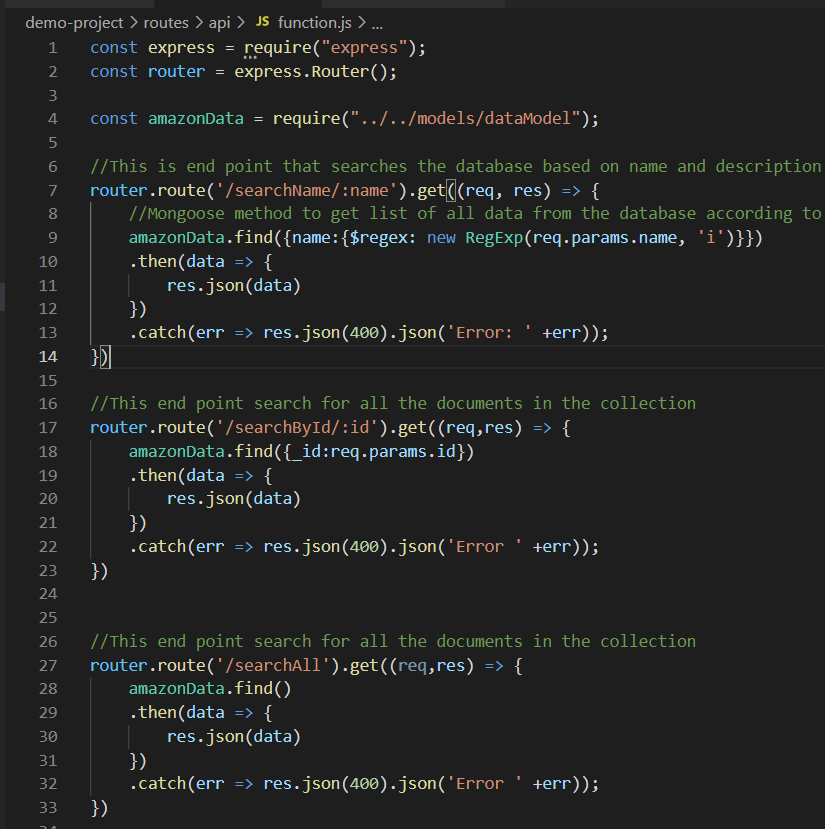 demo-project > routes > api > JS function.js > ...
1 const express = require("express");
2 const router = express.Router();
3
4 const amazonData = require("../../models/dataModel");
5
6 //This is end point that searches the database based on name and description
7 router.route('/searchName/:name').get((req, res) => {
8     //Mongoose method to get list of all data from the database according to
9     amazonData.find({name:{$regex: new RegExp(req.params.name, 'i')}})
10     .then(data => {
11         res.json(data)
12     })
13     .catch(err => res.json(400).json('Error: ' +err));
14 })
15
16 //This end point search for all the documents in the collection
17 router.route('/searchById/:id').get((req,res) => {
18     amazonData.find({_id:req.params.id})
19     .then(data => {
20         res.json(data)
21     })
22     .catch(err => res.json(400).json('Error ' +err));
23 })
24
25
26 //This end point search for all the documents in the collection
27 router.route('/searchAll').get((req,res) => {
28     amazonData.find()
29     .then(data => {
30         res.json(data)
31     })
32     .catch(err => res.json(400).json('Error ' +err));
33 })